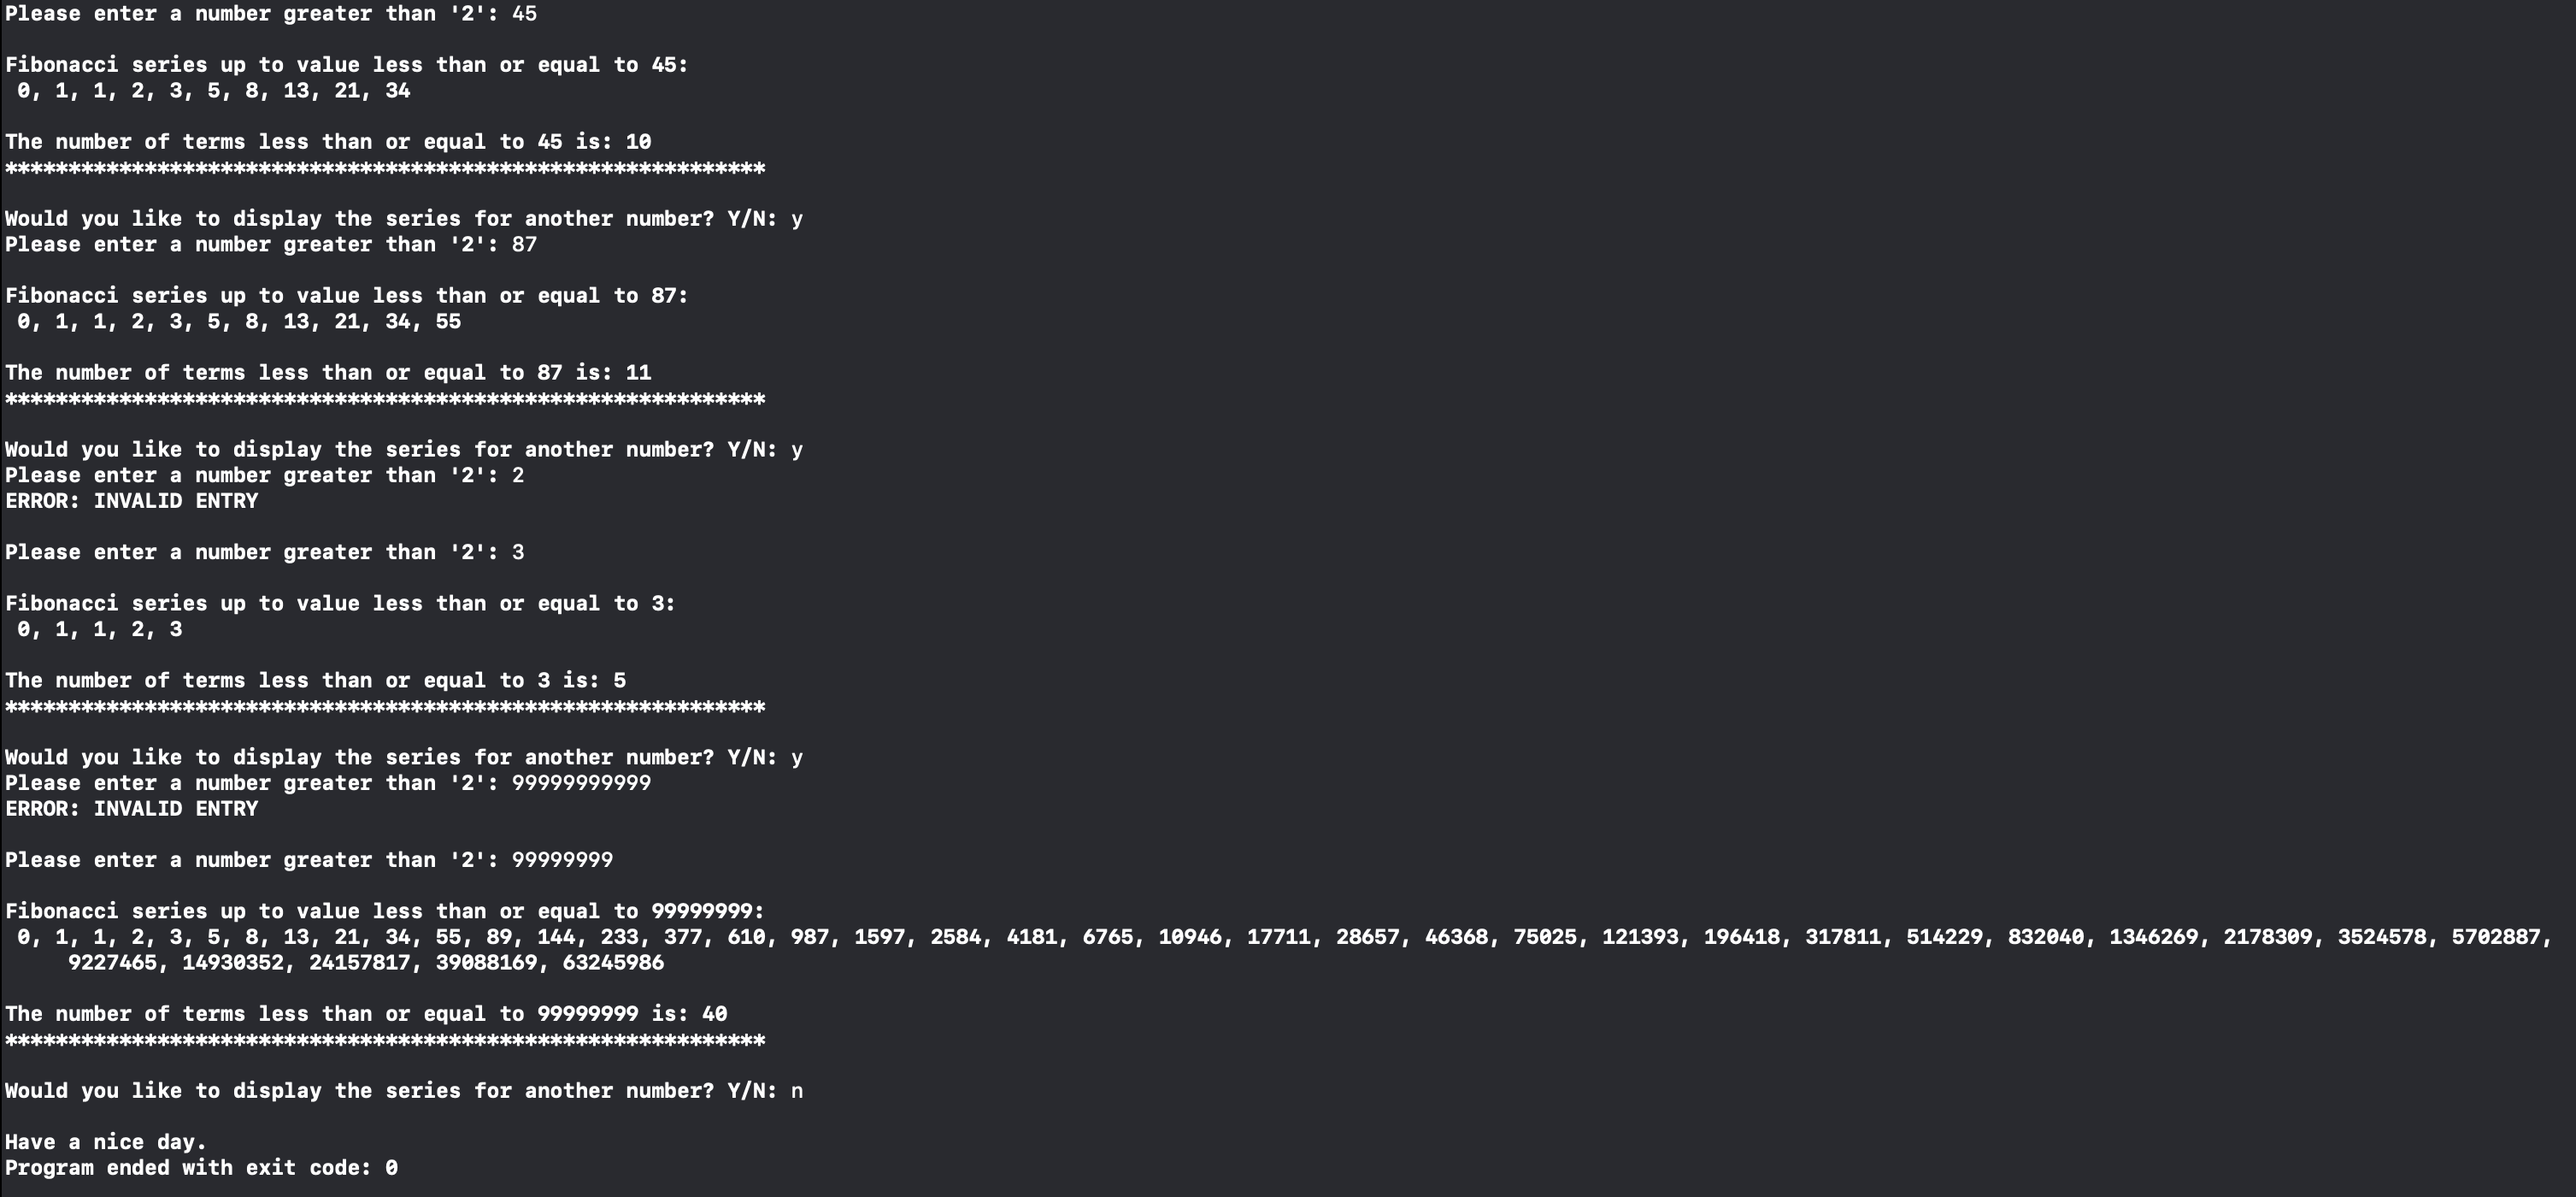 Please enter a number greater than '2': 45
Fibonacci series up to value less than or equal to 45:
0, 1, 1, 2, 3, 5, 8, 13, 21, 34
The number of terms less than or equal to 45 is: 10
************************************************************
Would you like to display the series for another number? Y/N: y
Please enter a number greater than '2': 87
Fibonacci series up to value less than or equal to 87:
0, 1, 1, 2, 3, 5, 8, 13, 21, 34, 55
The number of terms less than or equal to 87 is: 11
************************************************************
Would you like to display the series for another number? Y/N: y
Please enter a number greater than '2': 2
ERROR: INVALID ENTRY
Please enter a number greater than '2': 3
Fibonacci series up to value less than or equal to 3:
0, 1, 1, 2, 3
The number of terms less than or equal to 3 is: 5
************************************************************
Would you like to display the series for another number? Y/N: y
Please enter a number greater than '2': 99999999999
ERROR: INVALID ENTRY
Please enter a number greater than '2': 99999999
Fibonacci series up to value less than or equal to 99999999:
0, 1, 1, 2, 3, 5, 8, 13, 21, 34, 55, 89, 144, 233, 377, 610, 987, 1597, 2584, 4181, 6765, 10946, 17711, 28657, 46368, 75025, 121393, 196418, 317811, 514229, 832040, 1346269, 2178309, 3524578, 5702887,
9227465, 14930352, 24157817, 39088169, 63245986
The number of terms less than or equal to 99999999 is: 40
************************************************************
Would you like to display the series for another number? Y/N: n
Have a nice day.
Program ended with exit code: 0